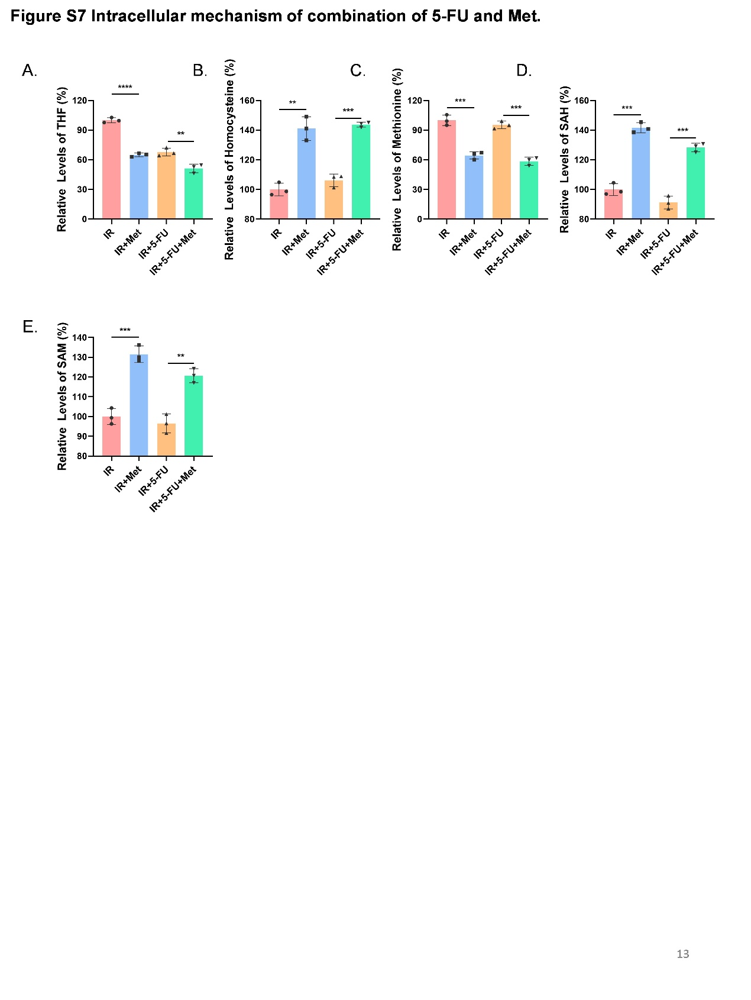 Figure S7 Intracellular mechanism of combination of 5-FU and Met.
A.
Relative Levels of THF (%)
120
90
60
30
0
****
**
IR
IR+Met
IR+5-FU
IR+5-FU+Met
B.
Relative Levels of Homocysteine (%)
160
140
120
100
80
**
***
IR
IR+Met
IR+5-FU
IR+5-FU+Met
C.
Relative Levels of Methionine (%)
120
90
60
30
0
***
***
IR
IR+Met
IR+5-FU
IR+5-FU+Met
D.
Relative Levels of SAH (%)
160
140
120
100
80
***
***
IR
IR+Met
IR+5-FU
IR+5-FU+Met
E.
Relative Levels of SAM (%)
140
130
120
110
100
90
80
***
**
IR
IR+Met
IR+5-FU
IR+5-FU+Met
13